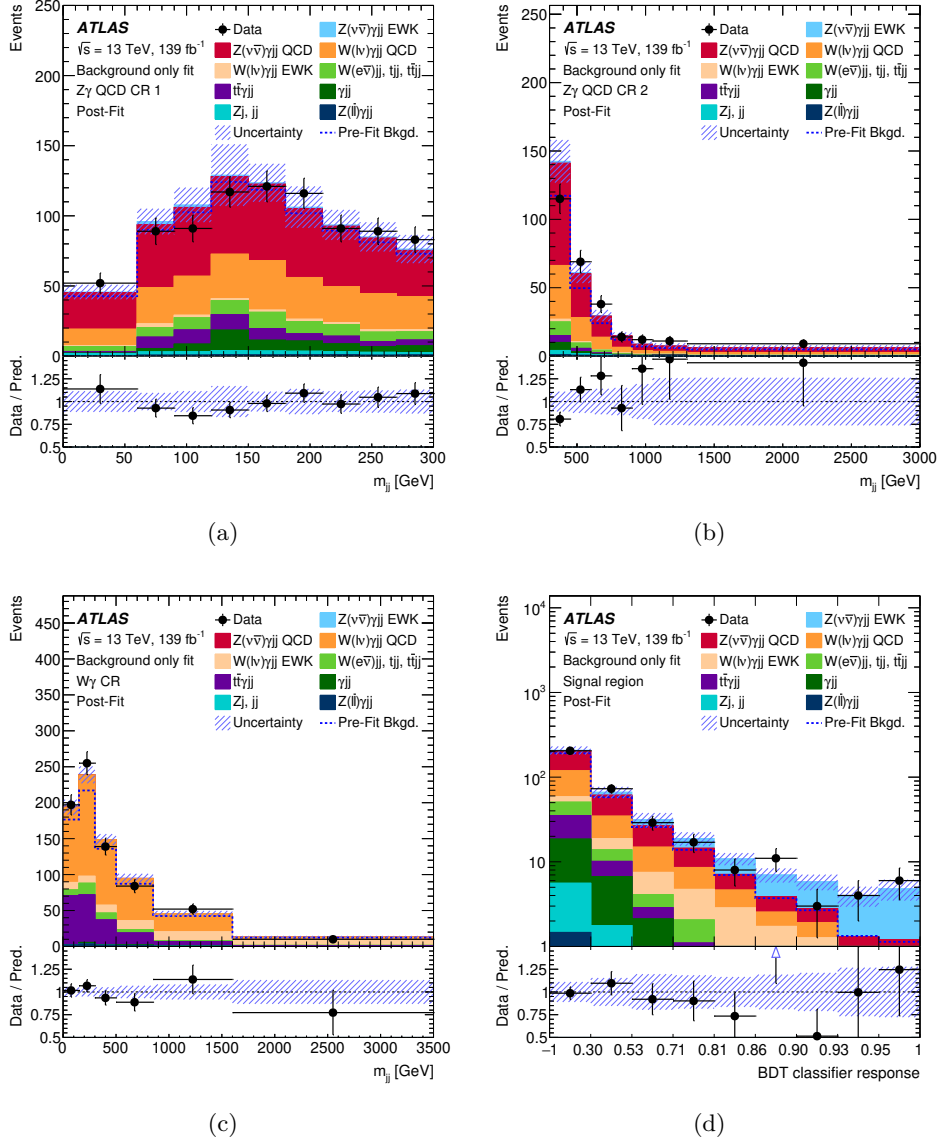 Events
250
200
150
100
50
0
ATLAS
√s = 13 TeV, 139 fb⁻¹
Background only fit
Zγ QCD CR 1
Post-Fit
Data
Z(νν̅)γjj EWK
Z(νν̅)γjj QCD
W(lν)γjj QCD
W(lν)γjj EWK
W(eν̅)jj, tjj, tt̅jj
tt̅γjj
γjj
Zj, jj
Z(ll̅)γjj
Uncertainty
Pre-Fit Bkgd.
Data / Pred.
1.25
1
0.75
0.5
0 50 100 150 200 250 300
m_jj [GeV]
(a)
Events
250
200
150
100
50
0
ATLAS
√s = 13 TeV, 139 fb⁻¹
Background only fit
Zγ QCD CR 2
Post-Fit
Data
Z(νν̅)γjj EWK
Z(νν̅)γjj QCD
W(lν)γjj QCD
W(lν)γjj EWK
W(eν̅)jj, tjj, tt̅jj
tt̅γjj
γjj
Zj, jj
Z(ll̅)γjj
Uncertainty
Pre-Fit Bkgd.
Data / Pred.
1.25
1
0.75
0.5
500 1000 1500 2000 2500 3000
m_jj [GeV]
(b)
Events
450
400
350
300
250
200
150
100
50
0
ATLAS
√s = 13 TeV, 139 fb⁻¹
Background only fit
Wγ CR
Post-Fit
Data
Z(νν̅)γjj EWK
Z(νν̅)γjj QCD
W(lν)γjj QCD
W(lν)γjj EWK
W(eν̅)jj, tjj, tt̅jj
tt̅γjj
γjj
Zj, jj
Z(ll̅)γjj
Uncertainty
Pre-Fit Bkgd.
Data / Pred.
1.25
1
0.75
0.5
0 500 1000 1500 2000 2500 3000 3500
m_jj [GeV]
(c)
Events
10⁴
10³
10²
10
1
ATLAS
√s = 13 TeV, 139 fb⁻¹
Background only fit
Signal region
Post-Fit
Data
Z(νν̅)γjj EWK
Z(νν̅)γjj QCD
W(lν)γjj QCD
W(lν)γjj EWK
W(eν̅)jj, tjj, tt̅jj
tt̅γjj
γjj
Zj, jj
Z(ll̅)γjj
Uncertainty
Pre-Fit Bkgd.
Data / Pred.
1.25
1
0.75
0.5
−1 0.30 0.53 0.71 0.81 0.86 0.90 0.93 0.95 1
BDT classifier response
(d)